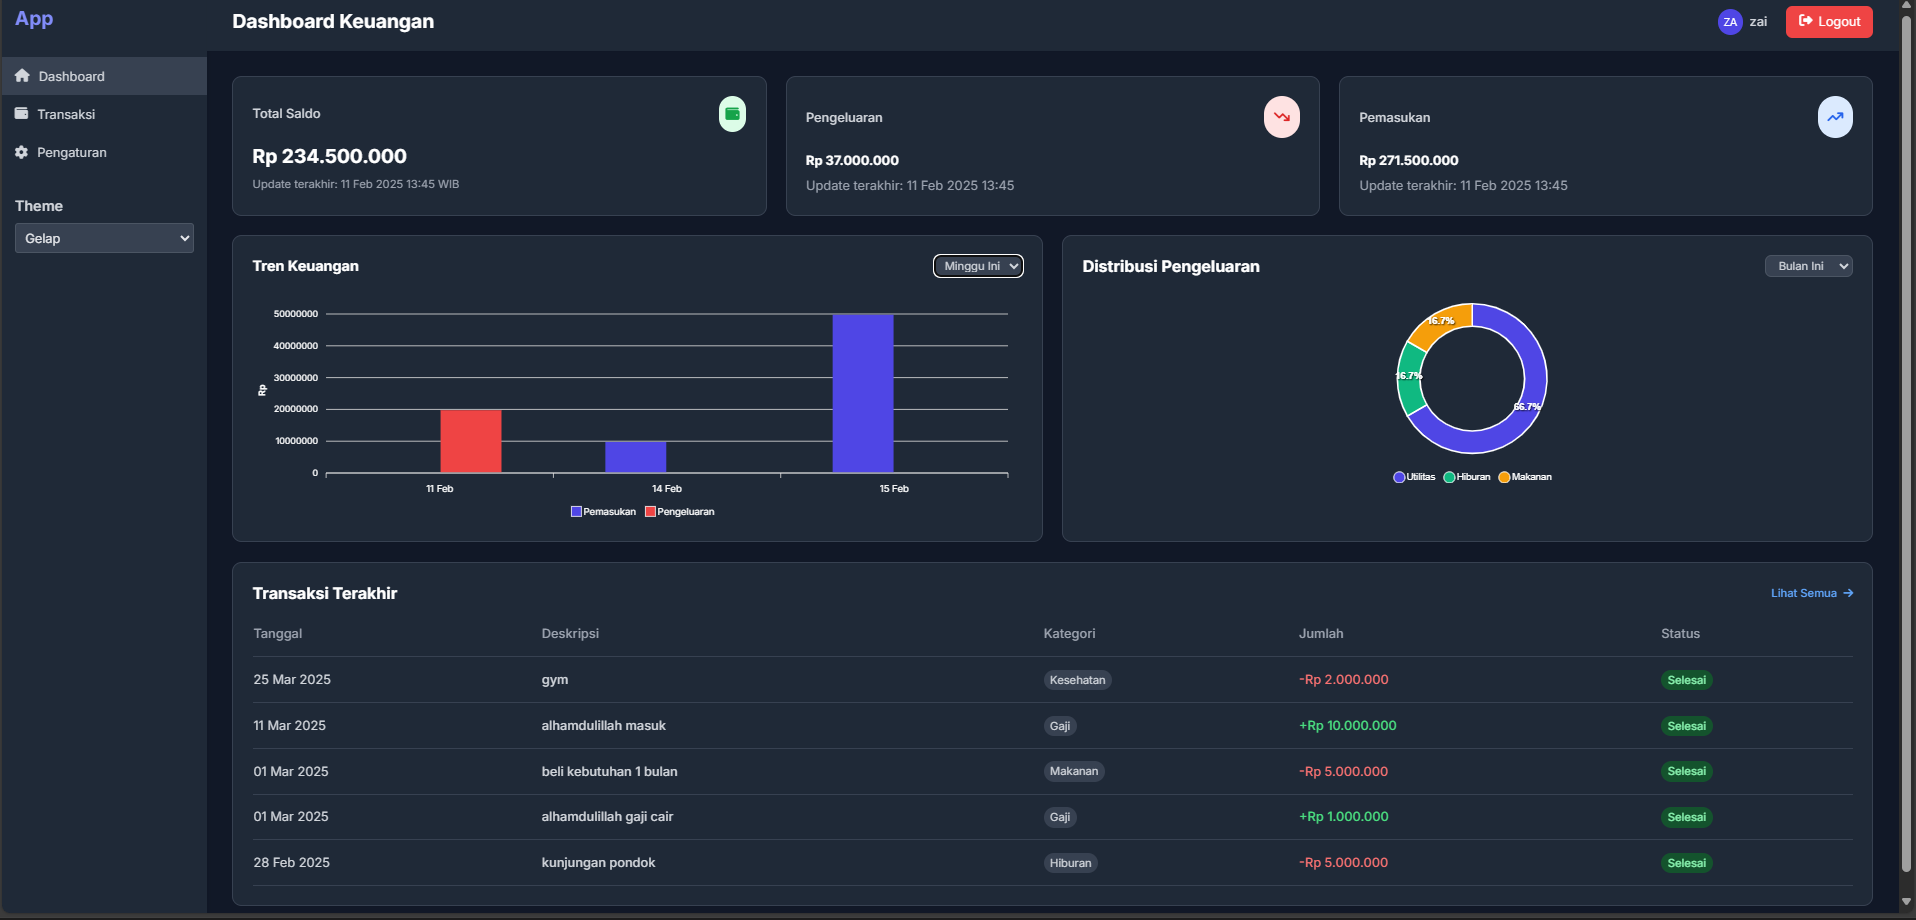 App
Dashboard Keuangan
ZA zai
Logout
Dashboard
Transaksi
Pengaturan
Theme
Gelap
Total Saldo
Rp 234.500.000
Update terakhir: 11 Feb 2025 13:45 WIB
Pengeluaran
Rp 37.000.000
Update terakhir: 11 Feb 2025 13:45
Pemasukan
Rp 271.500.000
Update terakhir: 11 Feb 2025 13:45
Tren Keuangan
Minggu Ini
50000000
40000000
30000000
20000000
10000000
0
Rp
11 Feb 14 Feb 15 Feb
Pemasukan Pengeluaran
Distribusi Pengeluaran
Bulan Ini
16.7%
16.7%
66.7%
Utilitas Hiburan Makanan
Transaksi Terakhir
Lihat Semua →
Tanggal Deskripsi Kategori Jumlah Status
25 Mar 2025 gym Kesehatan -Rp 2.000.000 Selesai
11 Mar 2025 alhamdulillah masuk Gaji +Rp 10.000.000 Selesai
01 Mar 2025 beli kebutuhan 1 bulan Makanan -Rp 5.000.000 Selesai
01 Mar 2025 alhamdulillah gaji cair Gaji +Rp 1.000.000 Selesai
28 Feb 2025 kunjungan pondok Hiburan -Rp 5.000.000 Selesai